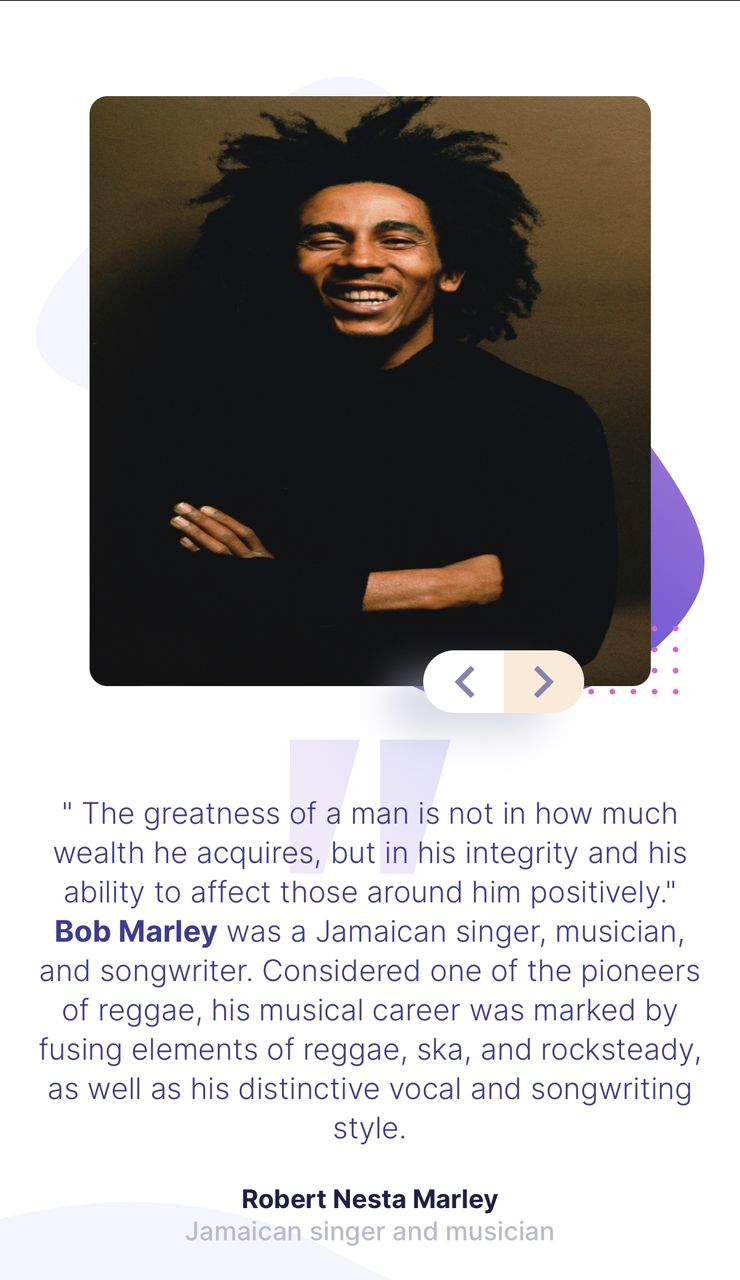 " The greatness of a man is not in how much
wealth he acquires, but in his integrity and his
ability to affect those around him positively."
Bob Marley was a Jamaican singer, musician,
and songwriter. Considered one of the pioneers
of reggae, his musical career was marked by
fusing elements of reggae, ska, and rocksteady,
as well as his distinctive vocal and songwriting
style.
Robert Nesta Marley
Jamaican singer and musician